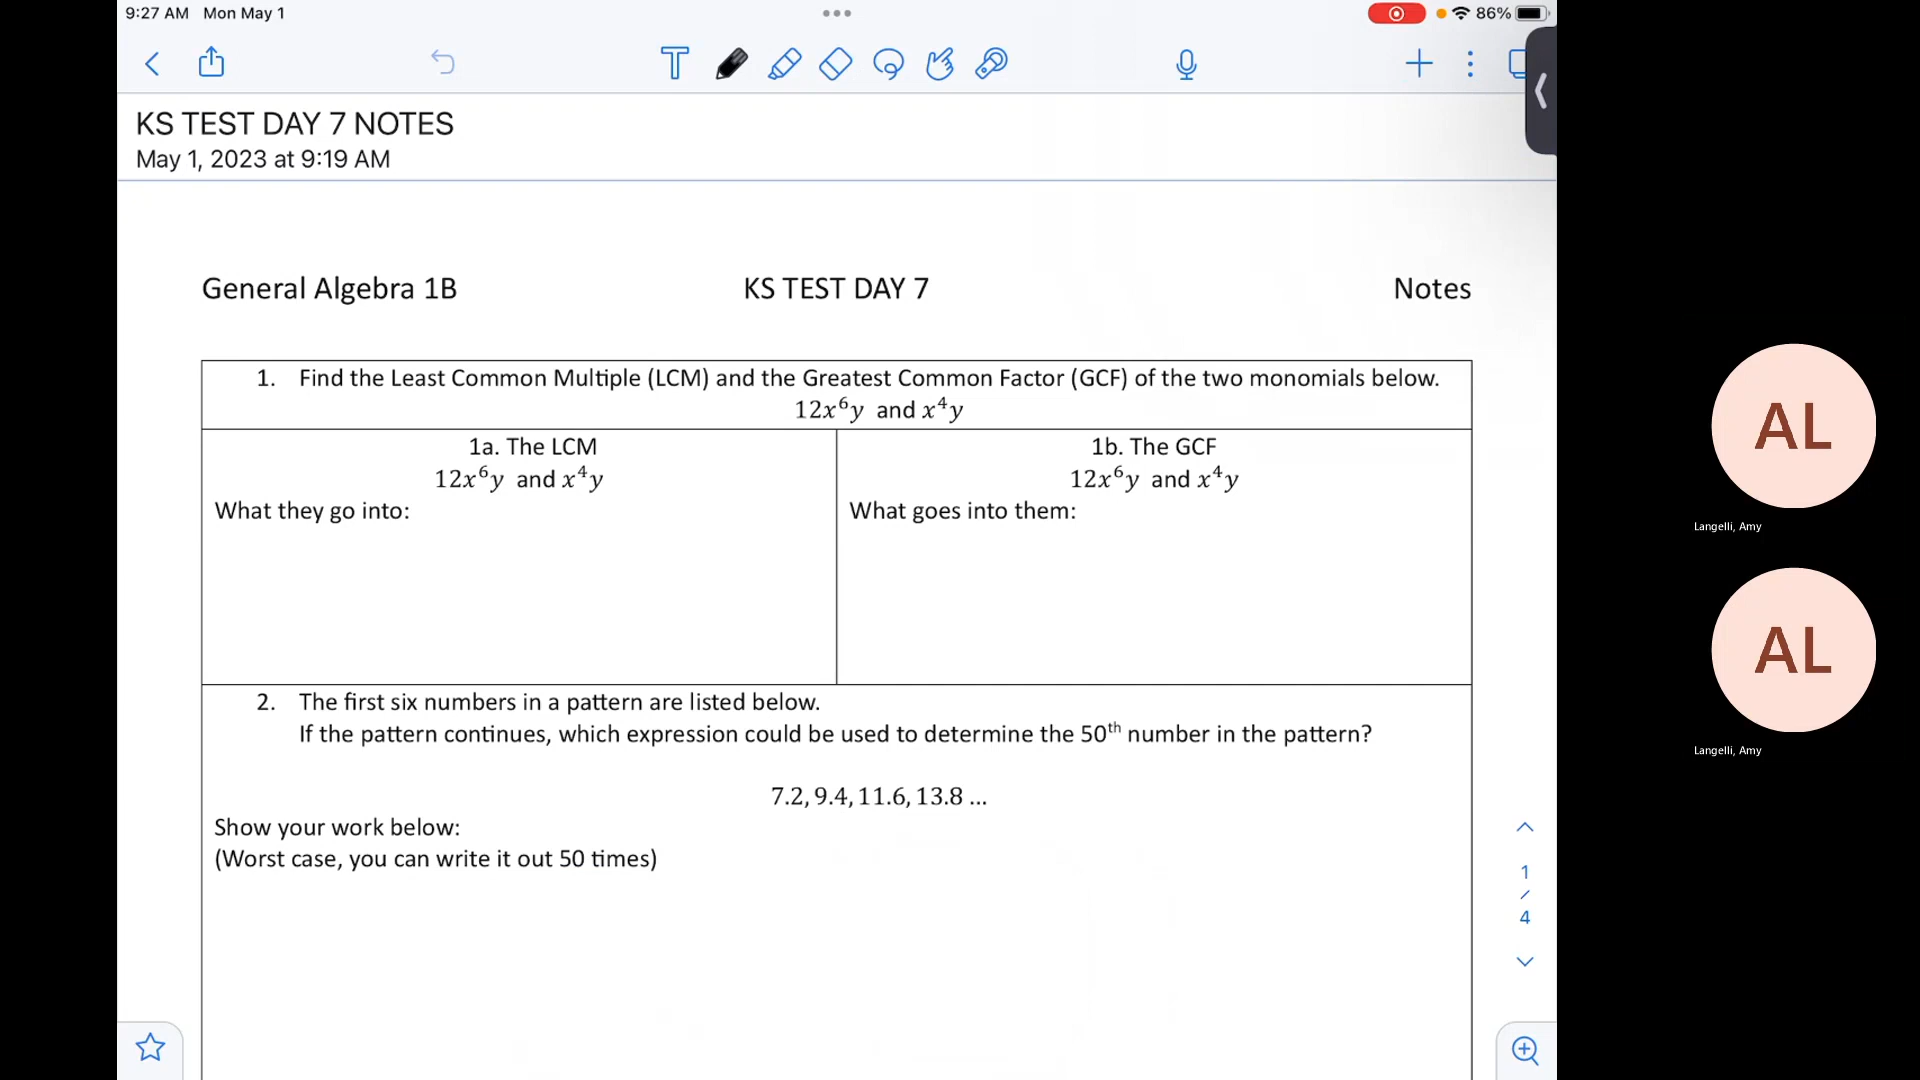 9:27 AM Mon May 1
86%
KS TEST DAY 7 NOTES
May 1, 2023 at 9:19 AM
General Algebra 1B KS TEST DAY 7 Notes
1. Find the Least Common Multiple (LCM) and the Greatest Common Factor (GCF) of the two monomials below.
12x⁶y and x⁴y
1a. The LCM
12x⁶y and x⁴y
What they go into:
1b. The GCF
12x⁶y and x⁴y
What goes into them:
2. The first six numbers in a pattern are listed below.
If the pattern continues, which expression could be used to determine the 50ᵗʰ number in the pattern?
7.2, 9.4, 11.6, 13.8 ...
Show your work below:
(Worst case, you can write it out 50 times)
1
/
4
AL
Langelli, Amy
AL
Langelli, Amy